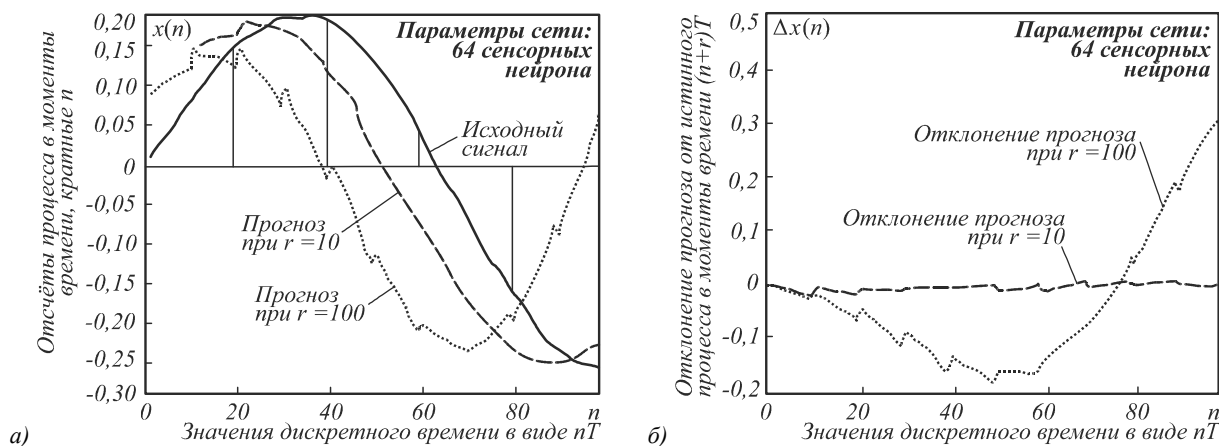 Отсчёты процесса в моменты
времени, кратные n
0,20
0,15
0,10
0,05
0
-0,05
-0,10
-0,15
-0,20
-0,25
-0,30
x(n)
Параметры сети:
64 сенсорных
нейрона
Исходный
сигнал
Прогноз
при r =10
Прогноз
при r =100
0
20
40
60
80
n
Значения дискретного времени в виде nT
а)
Отклонение прогноза от истинного
процесса в моменты времени (n+r)T
0,5
0,4
0,3
0,2
0,1
0
-0,1
-0,2
Δx(n)
Параметры сети:
64 сенсорных
нейрона
Отклонение прогноза
при r =100
Отклонение прогноза
при r =10
0
20
40
60
80
n
Значения дискретного времени в виде nT
б)